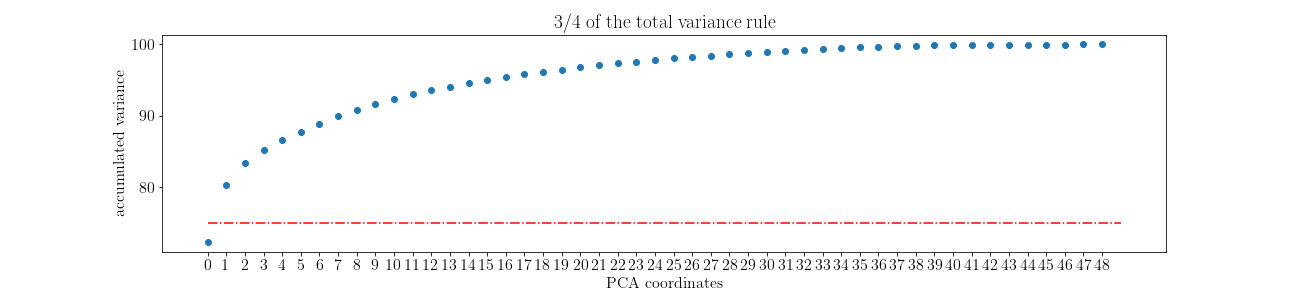 3/4 of the total variance rule
accumulated variance
100
90
80
0 1 2 3 4 5 6 7 8 9 10 11 12 13 14 15 16 17 18 19 20 21 22 23 24 25 26 27 28 29 30 31 32 33 34 35 36 37 38 39 40 41 42 43 44 45 46 47 48
PCA coordinates